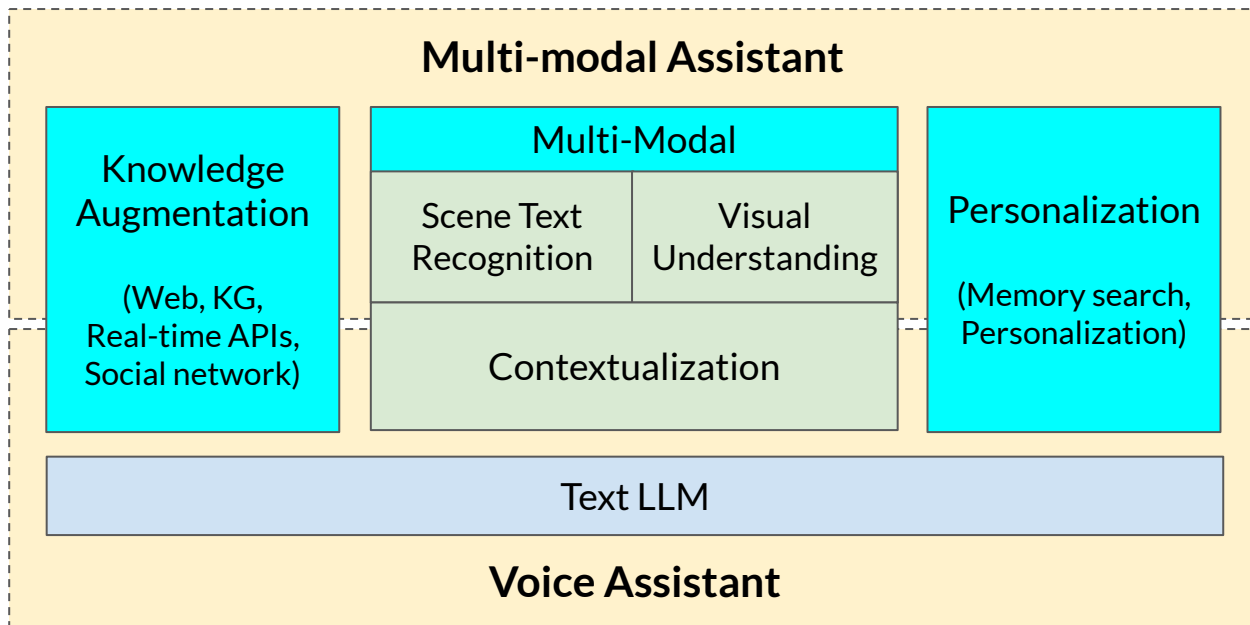 Multi-modal Assistant
Knowledge
Augmentation
(Web, KG,
Real-time APIs,
Social network)
Multi-Modal
Scene Text
Recognition
Visual
Understanding
Contextualization
Personalization
(Memory search,
Personalization)
Text LLM
Voice Assistant